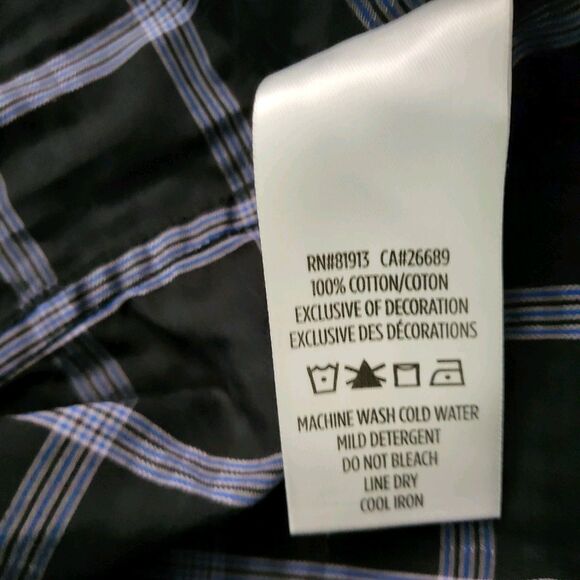 RN#81913 CA#26689
100% COTTON/COTON
EXCLUSIVE OF DECORATION
EXCLUSIVE DES DÉCORATIONS
MACHINE WASH COLD WATER
MILD DETERGENT
DO NOT BLEACH
LINE DRY
COOL IRON